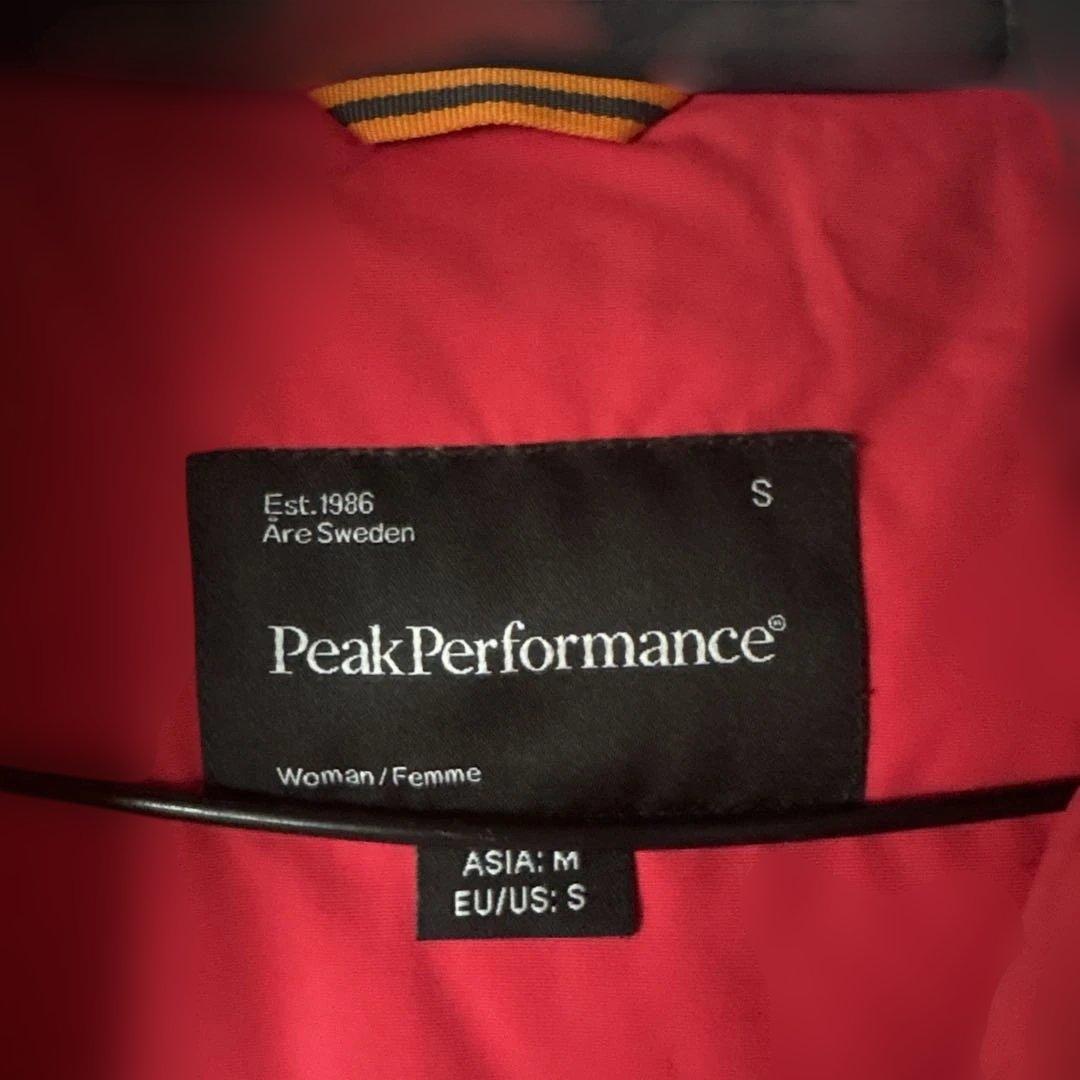 Est.1986
S
Åre Sweden
PeakPerformance®
Woman/Femme
ASIA: M
EU/US: S